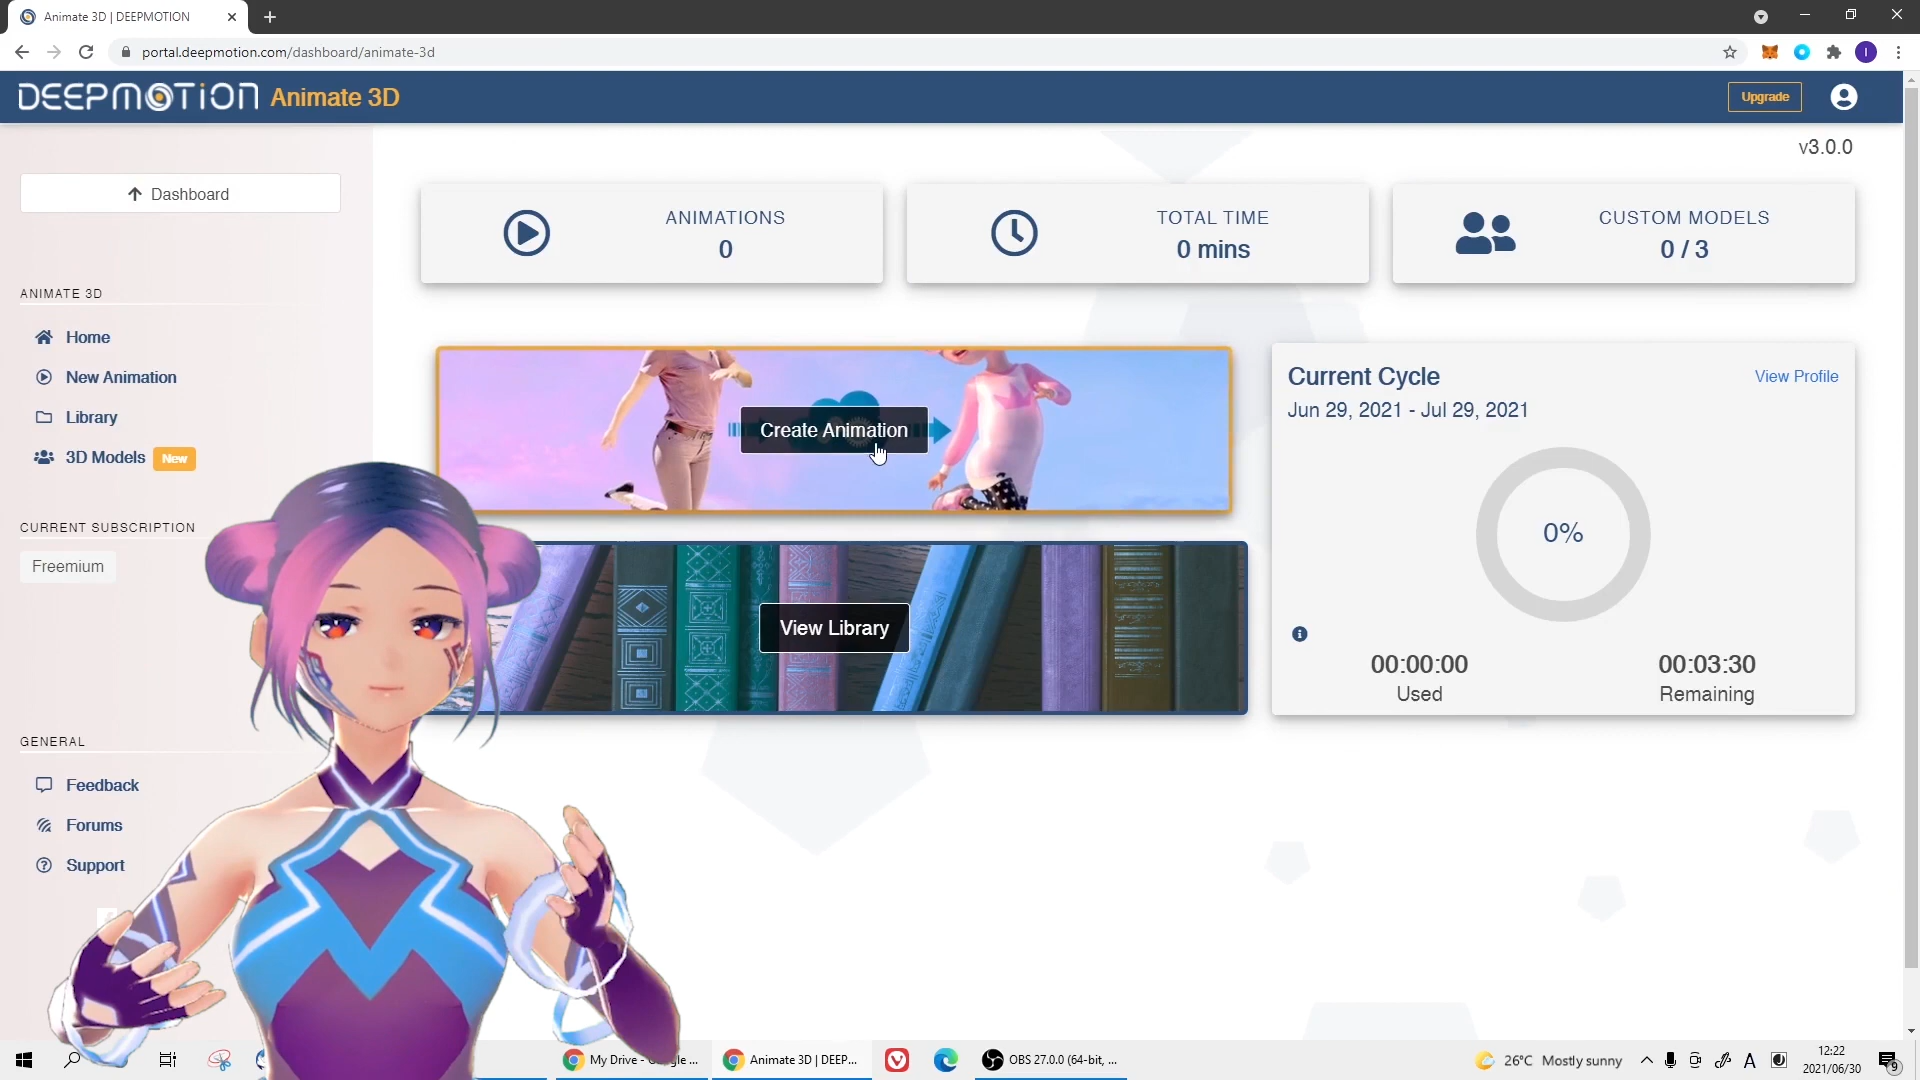 Animate 3D | DEEPMOTION
portal.deepmotion.com/dashboard/animate-3d
I
DEEPMOTION Animate 3D
Upgrade
v3.0.0
Dashboard
ANIMATIONS
0
TOTAL TIME
0 mins
CUSTOM MODELS
0 / 3
ANIMATE 3D
Home
New Animation
Library
3D Models New
CURRENT SUBSCRIPTION
Freemium
GENERAL
Feedback
Forums
Support
Create Animation
View Library
Current Cycle
View Profile
Jun 29, 2021 - Jul 29, 2021
0%
00:00:00
Used
00:03:30
Remaining
My Drive - Google ...
Animate 3D | DEEP...
OBS 27.0.0 (64-bit, ...
26°C Mostly sunny
A
12:22
2021/06/30
9